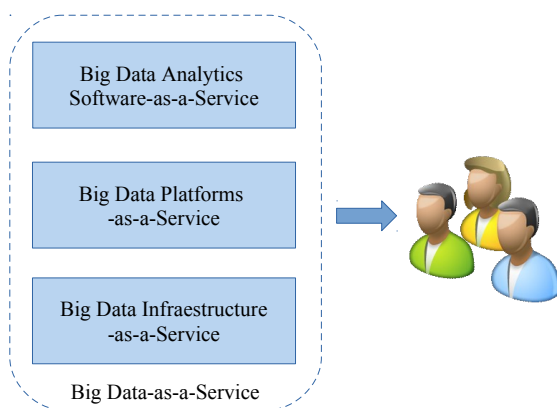 Big Data Analytics
Software-as-a-Service
Big Data Platforms
-as-a-Service
Big Data Infraestructure
-as-a-Service
Big Data-as-a-Service